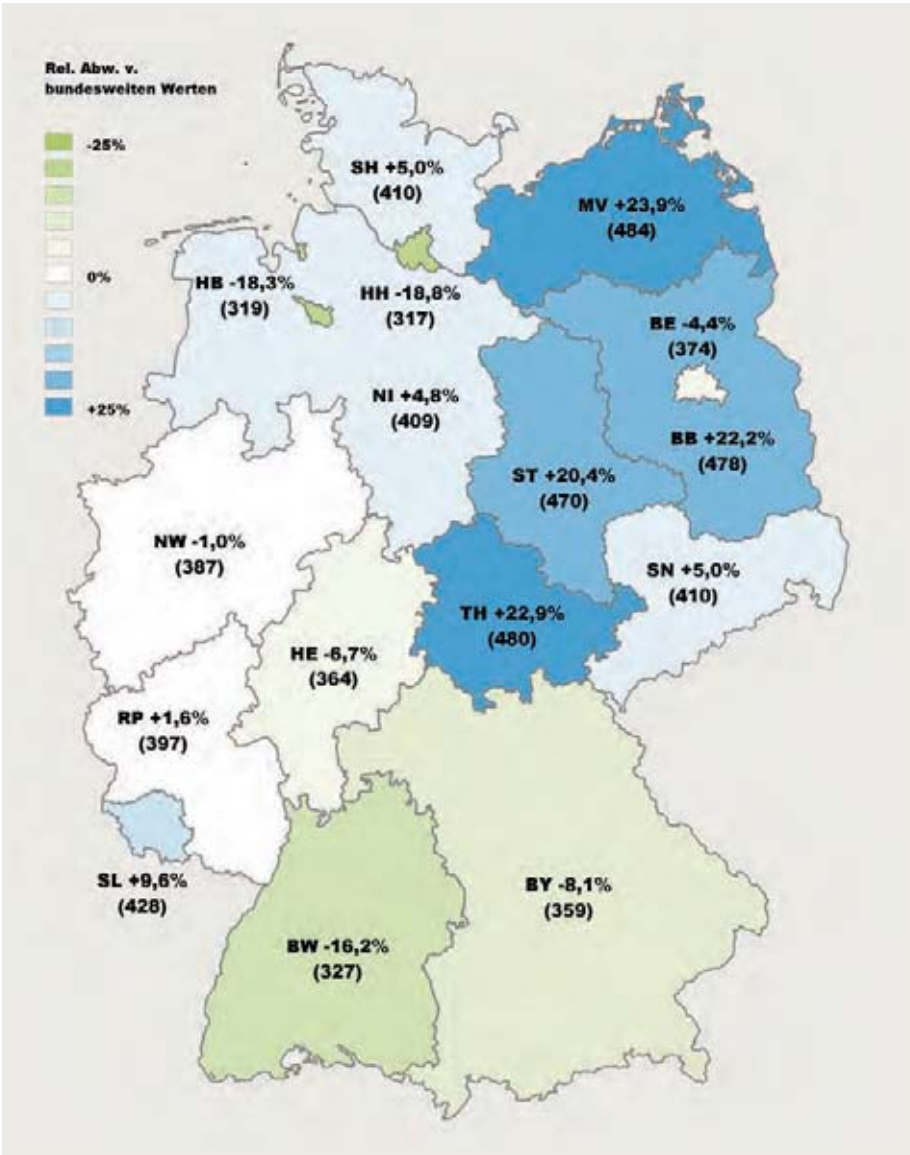 Rel. Abw. v.
bundesweiten Werten
-25%
0%
+25%
SH +5,0%
(410)
MV +23,9%
(484)
HB -18,3%
(319)
HH -18,8%
(317)
BE -4,4%
(374)
NI +4,8%
(409)
BB +22,2%
(478)
ST +20,4%
(470)
NW -1,0%
(387)
SN +5,0%
(410)
TH +22,9%
(480)
HE -6,7%
(364)
RP +1,6%
(397)
SL +9,6%
(428)
BY -8,1%
(359)
BW -16,2%
(327)